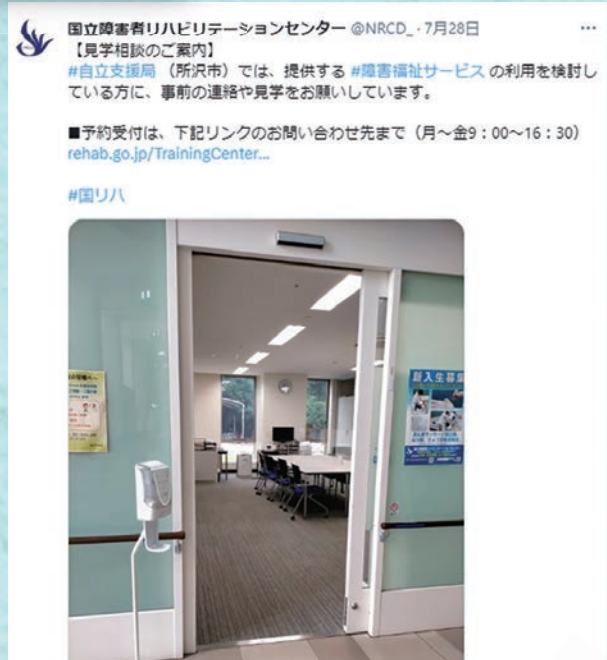 国立障害者リハビリテーションセンター @NRCD_・7月28日
【見学相談のご案内】
#自立支援局 （所沢市）では、提供する #障害福祉サービス の利用を検討し
ている方に、事前の連絡や見学をお願いしています。
■予約受付は、下記リンクのお問い合わせ先まで（月～金9：00～16：30）
rehab.go.jp/TrainingCenter...
#国リハ
新入生募集